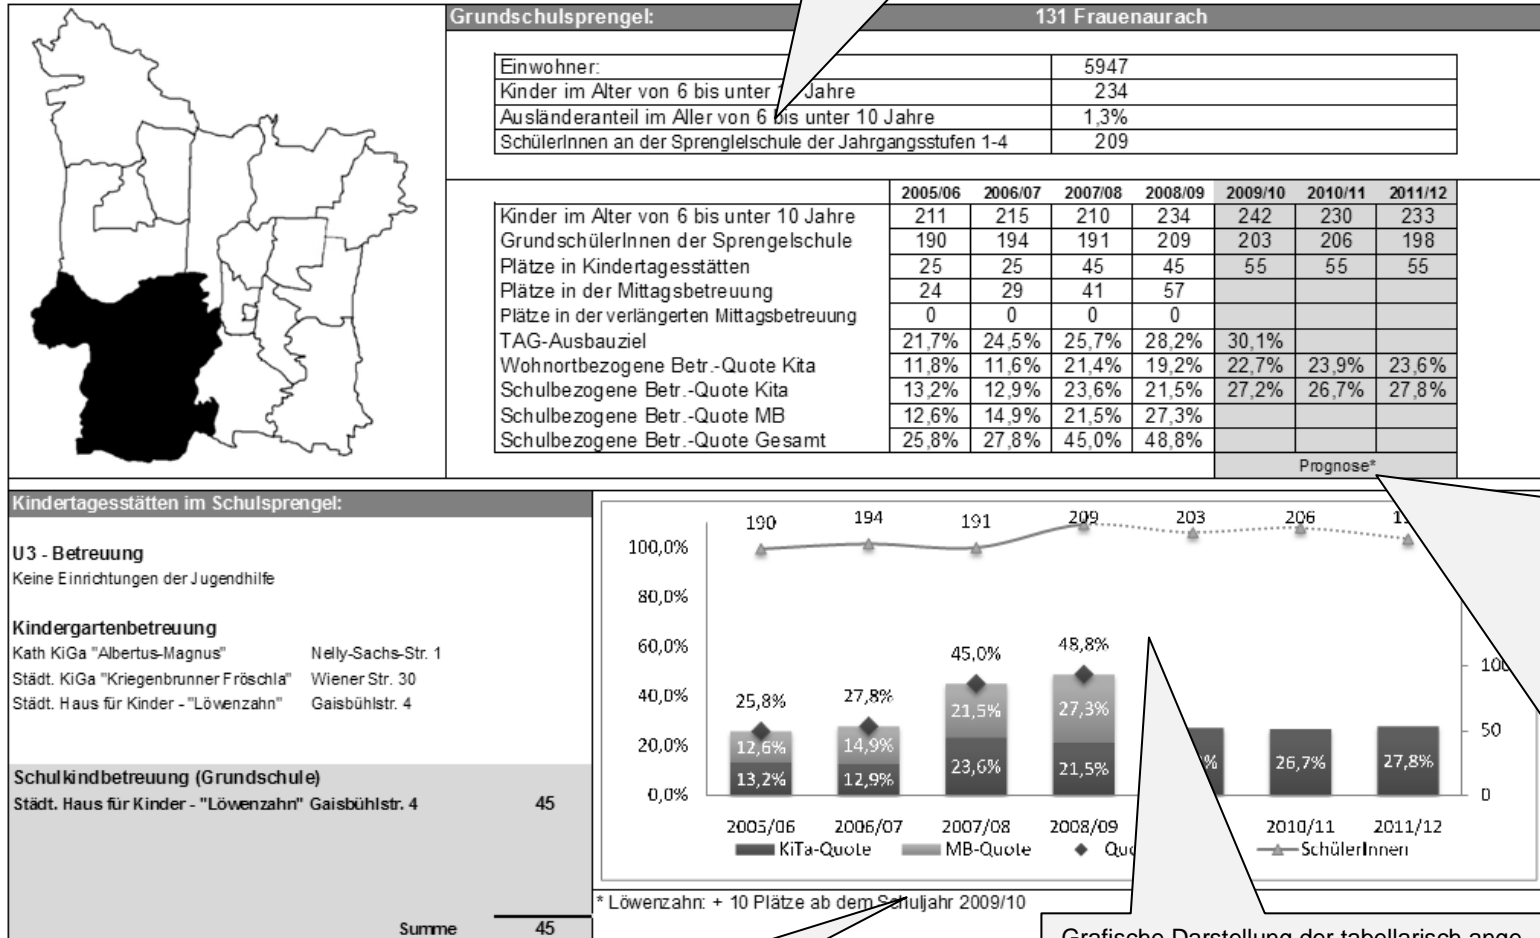 Grundschulsprengel: 131 Frauenaurach
Einwohner: 5947
Kinder im Alter von 6 bis unter Jahre 234
Ausländeranteil im Aller von 6 bis unter 10 Jahre 1,3%
SchülerInnen an der Sprenglelschule der Jahrgangsstufen 1-4 209
2005/06 2006/07 2007/08 2008/09 2009/10 2010/11 2011/12
Kinder im Alter von 6 bis unter 10 Jahre 211 215 210 234 242 230 233
GrundschülerInnen der Sprengelschule 190 194 191 209 203 206 198
Plätze in Kindertagesstätten 25 25 45 45 55 55 55
Plätze in der Mittagsbetreuung 24 29 41 57
Plätze in der verlängerten Mittagsbetreuung 0 0 0 0
TAG-Ausbauziel 21,7% 24,5% 25,7% 28,2% 30,1%
Wohnortbezogene Betr.-Quote Kita 11,8% 11,6% 21,4% 19,2% 22,7% 23,9% 23,6%
Schulbezogene Betr.-Quote Kita 13,2% 12,9% 23,6% 21,5% 27,2% 26,7% 27,8%
Schulbezogene Betr.-Quote MB 12,6% 14,9% 21,5% 27,3%
Schulbezogene Betr.-Quote Gesamt 25,8% 27,8% 45,0% 48,8%
Prognose*
Kindertagesstätten im Schulsprengel:
U3 - Betreuung
Keine Einrichtungen der Jugendhilfe
Kindergartenbetreuung
Kath KiGa "Albertus-Magnus" Nelly-Sachs-Str. 1
Städt. KiGa "Kriegenbrunner Fröschla" Wiener Str. 30
Städt. Haus für Kinder - "Löwenzahn" Gaisbühlstr. 4
Schulkindbetreuung (Grundschule)
Städt. Haus für Kinder - "Löwenzahn" Gaisbühlstr. 4 45
Summe 45
190 194 191 209 203 206
100,0%
80,0%
60,0%
40,0%
20,0%
0,0%
100
50
0
25,8% 27,8% 45,0% 48,8%
12,6% 14,9% 21,5% 27,3%
13,2% 12,9% 23,6% 21,5% 26,7% 27,8%
2005/06 2006/07 2007/08 2008/09 2010/11 2011/12
KiTa-Quote MB-Quote SchülerInnen
* Löwenzahn: + 10 Plätze ab dem Schuljahr 2009/10
Grafische Darstellung der tabellarisch ange-